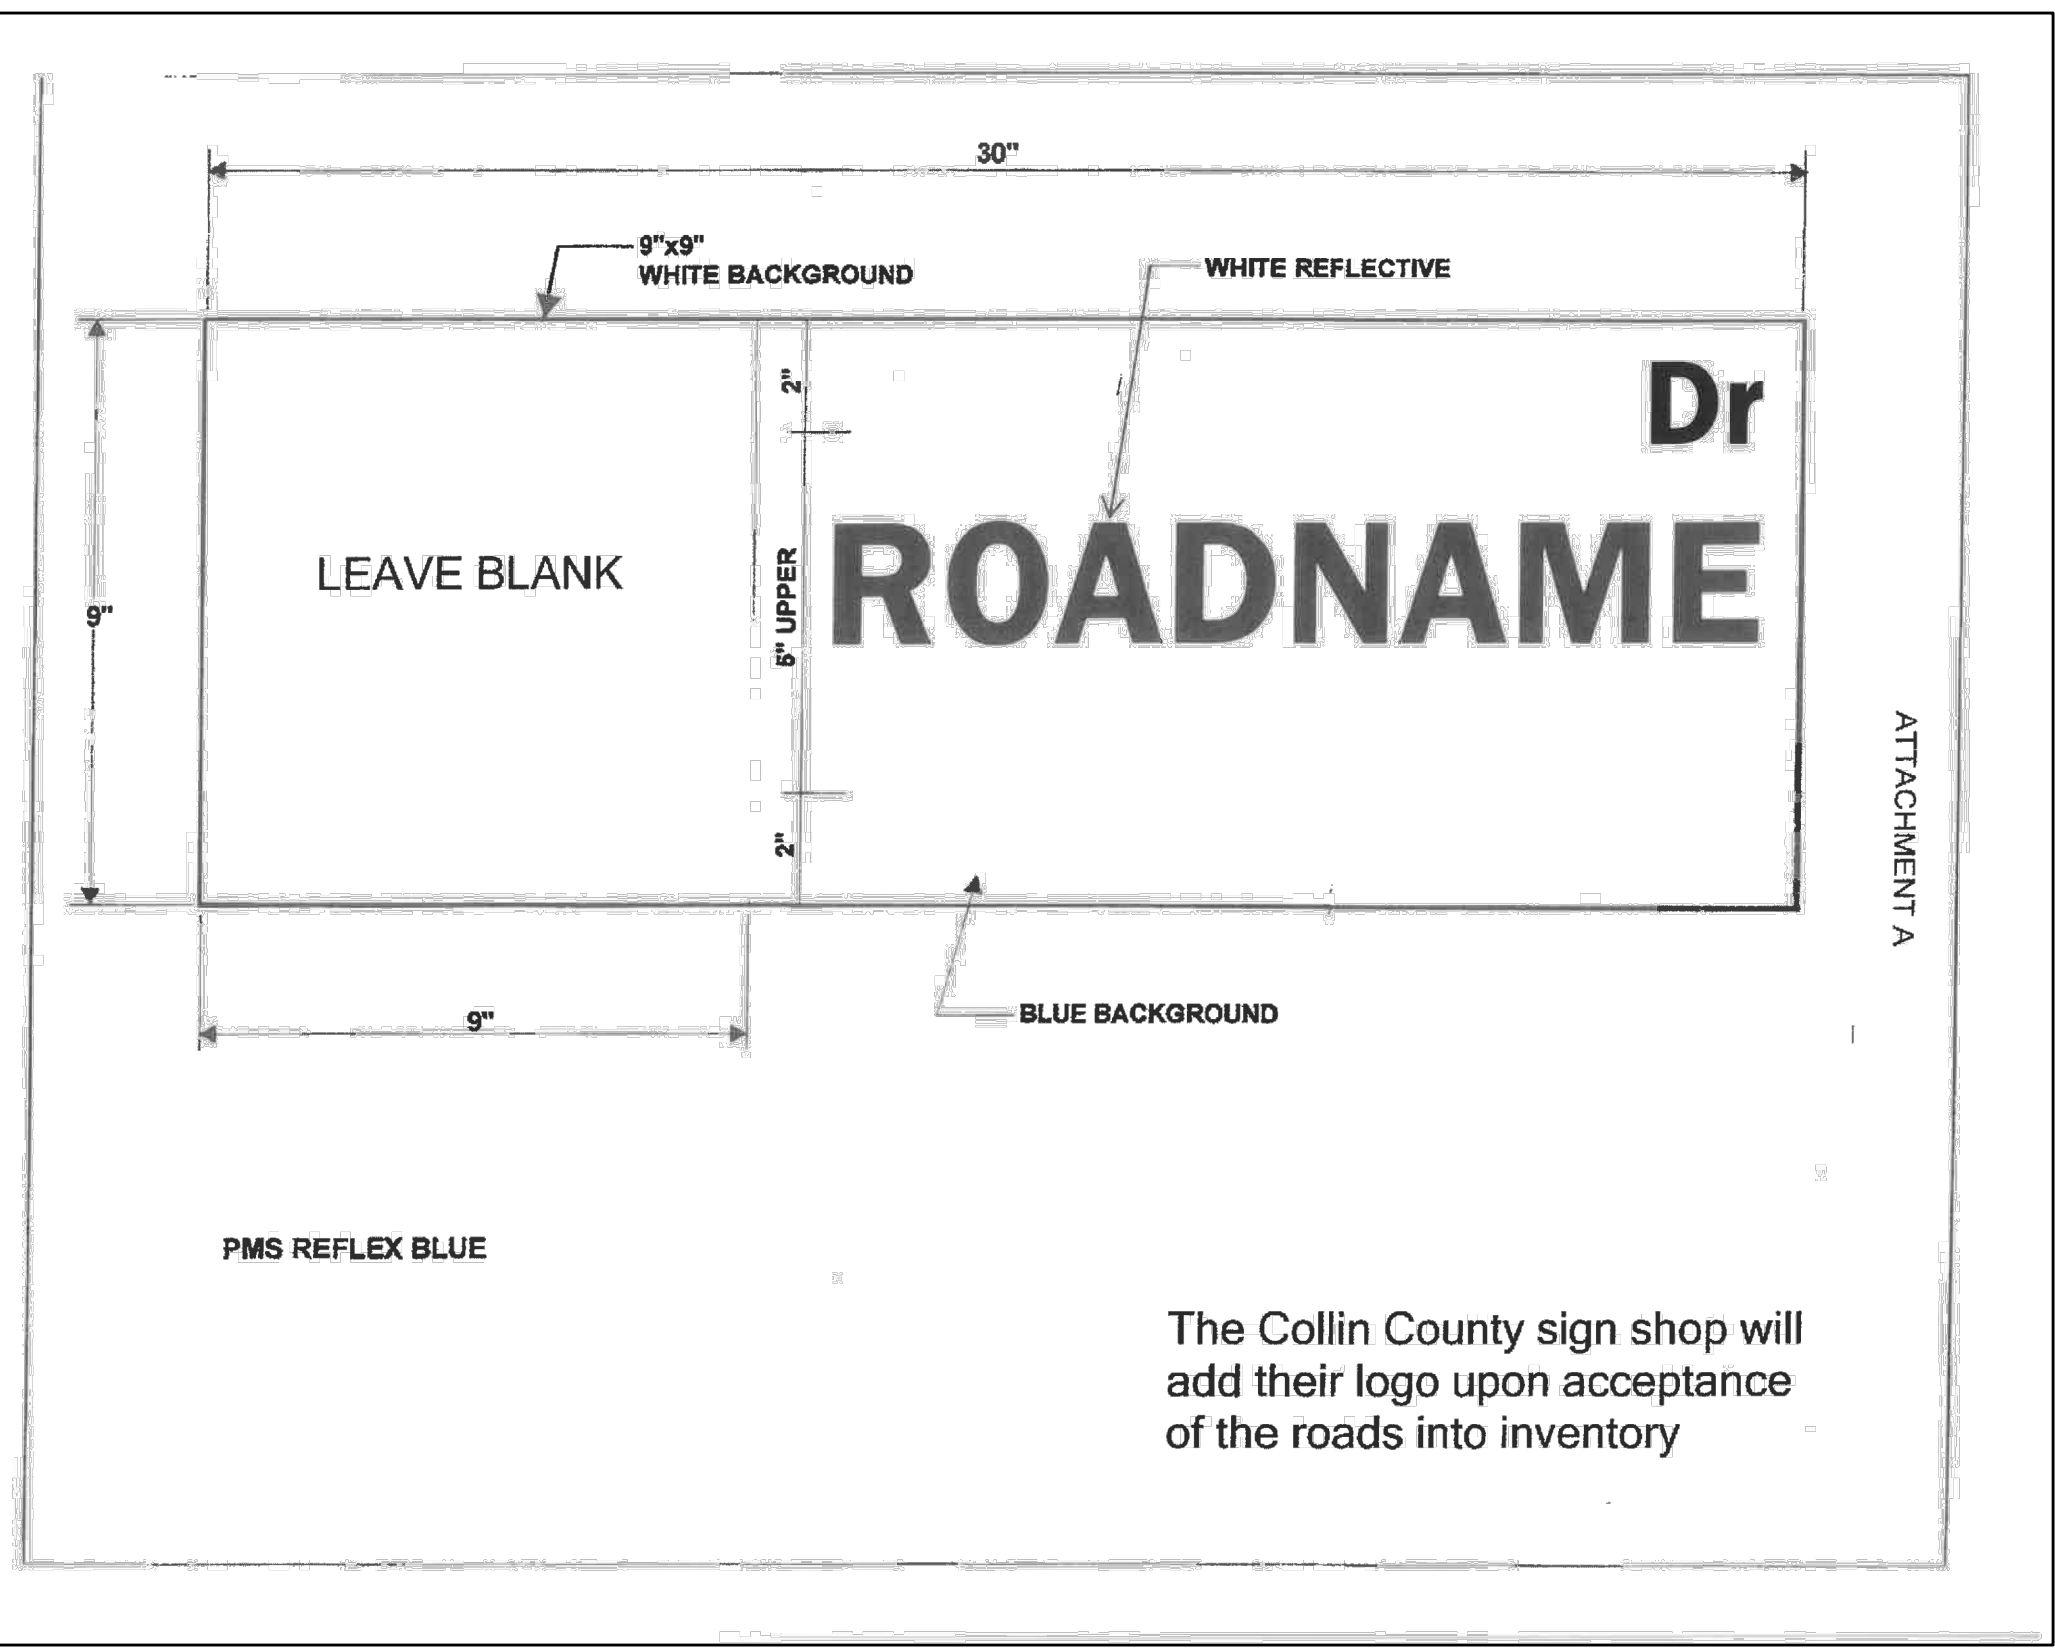 30"
9"x9"
WHITE BACKGROUND
WHITE REFLECTIVE
2"
Dr
LEAVE BLANK
5" UPPER
ROADNAME
9"
2"
ATTACHMENT A
9"
BLUE BACKGROUND
PMS REFLEX BLUE
The Collin County sign shop will
add their logo upon acceptance
of the roads into inventory